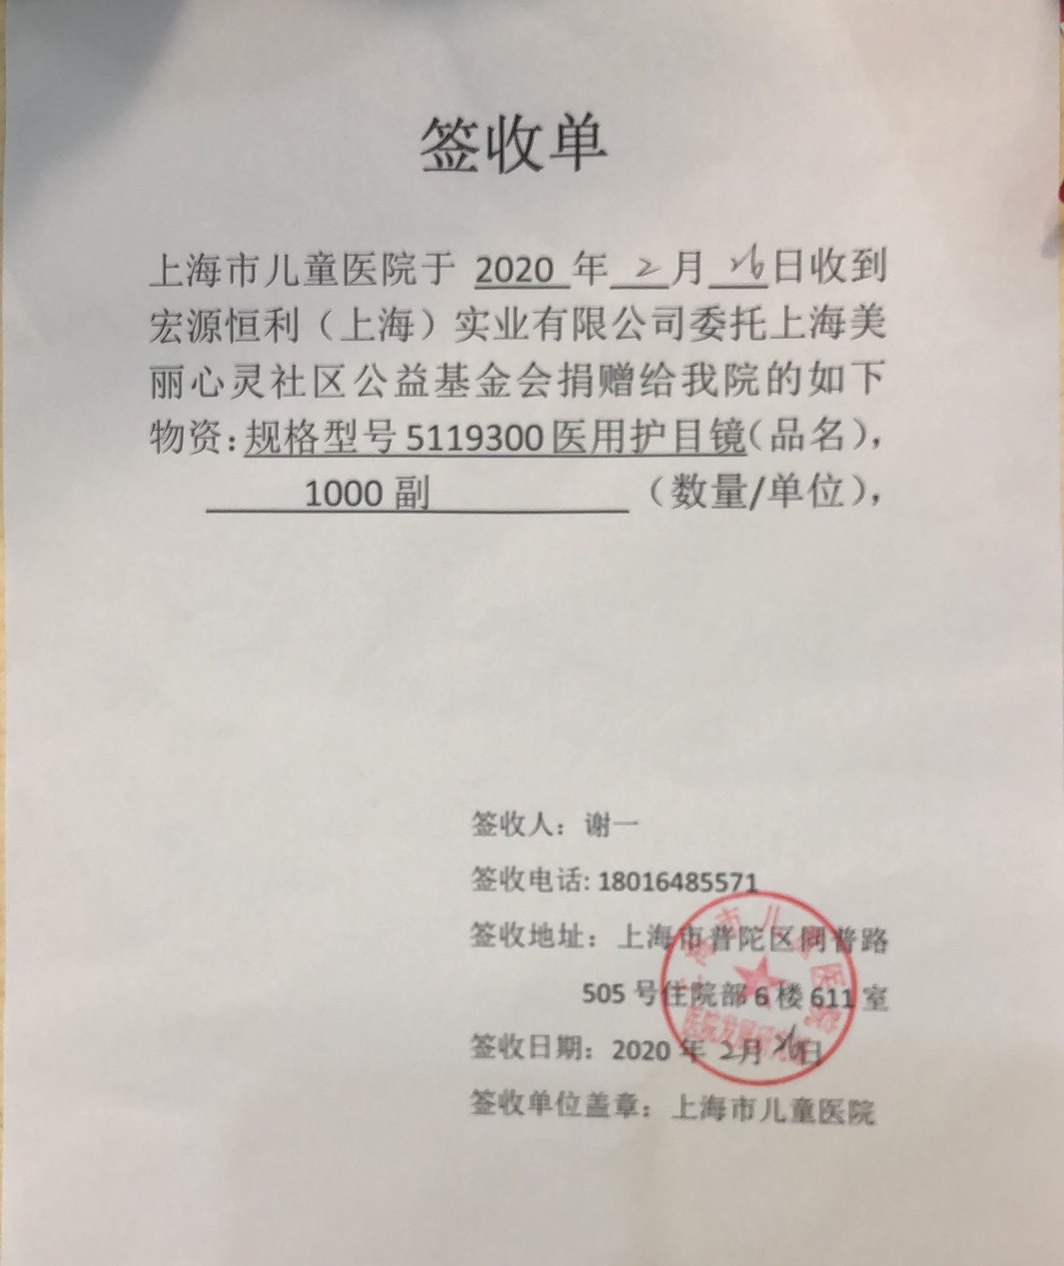 签收单
上海市儿童医院于 2020 年 2 月 26 日收到
宏源恒利（上海）实业有限公司委托上海美
丽心灵社区公益基金会捐赠给我院的如下
物资：规格型号 5119300 医用护目镜（品名），
1000 副 （数量/单位），
签收人：谢一
签收电话: 18016485571
签收地址：上海市普陀区同普路
505 号住院部 6 楼 611 室
签收日期：2020 年 2月 26日
签收单位盖章：上海市儿童医院
上海市儿童医院